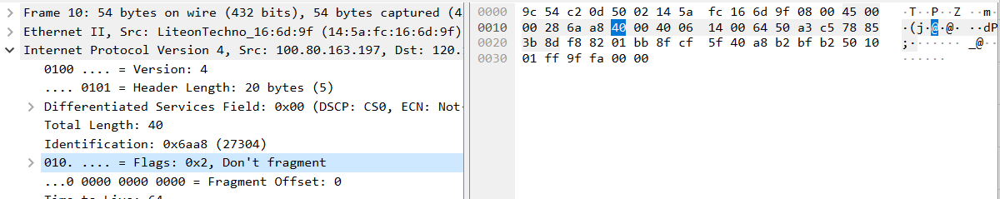 Frame 10: 54 bytes on wire (432 bits), 54 bytes captured (4
Ethernet II, Src: LiteonTechno_16:6d:9f (14:5a:fc:16:6d:9f)
Internet Protocol Version 4, Src: 100.80.163.197, Dst: 120.
0100 .... = Version: 4
.... 0101 = Header Length: 20 bytes (5)
Differentiated Services Field: 0x00 (DSCP: CS0, ECN: Not-
Total Length: 40
Identification: 0x6aa8 (27304)
010. .... = Flags: 0x2, Don't fragment
...0 0000 0000 0000 = Fragment Offset: 0
Time to Live: 64
0000 9c 54 c2 0d 50 02 14 5a fc 16 6d 9f 08 00 45 00 ·T··P··Z ··m·
0010 00 28 6a a8 40 00 40 06 14 00 64 50 a3 c5 78 85 ·(j·@·@· ··dP
0020 3b 8d f8 82 01 bb 8f cf 5f 40 a8 b2 bf b2 50 10 ;······· _@··
0030 01 ff 9f fa 00 00 ······